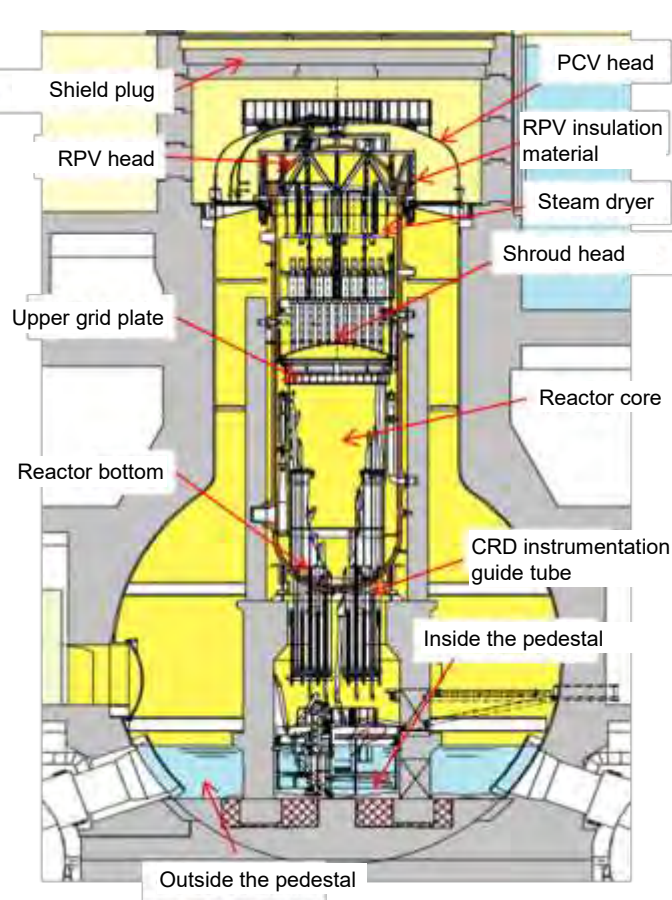 PCV head
Shield plug
RPV insulation
material
RPV head
Steam dryer
Shroud head
Upper grid plate
Reactor core
Reactor bottom
CRD instrumentation
guide tube
Inside the pedestal
Outside the pedestal